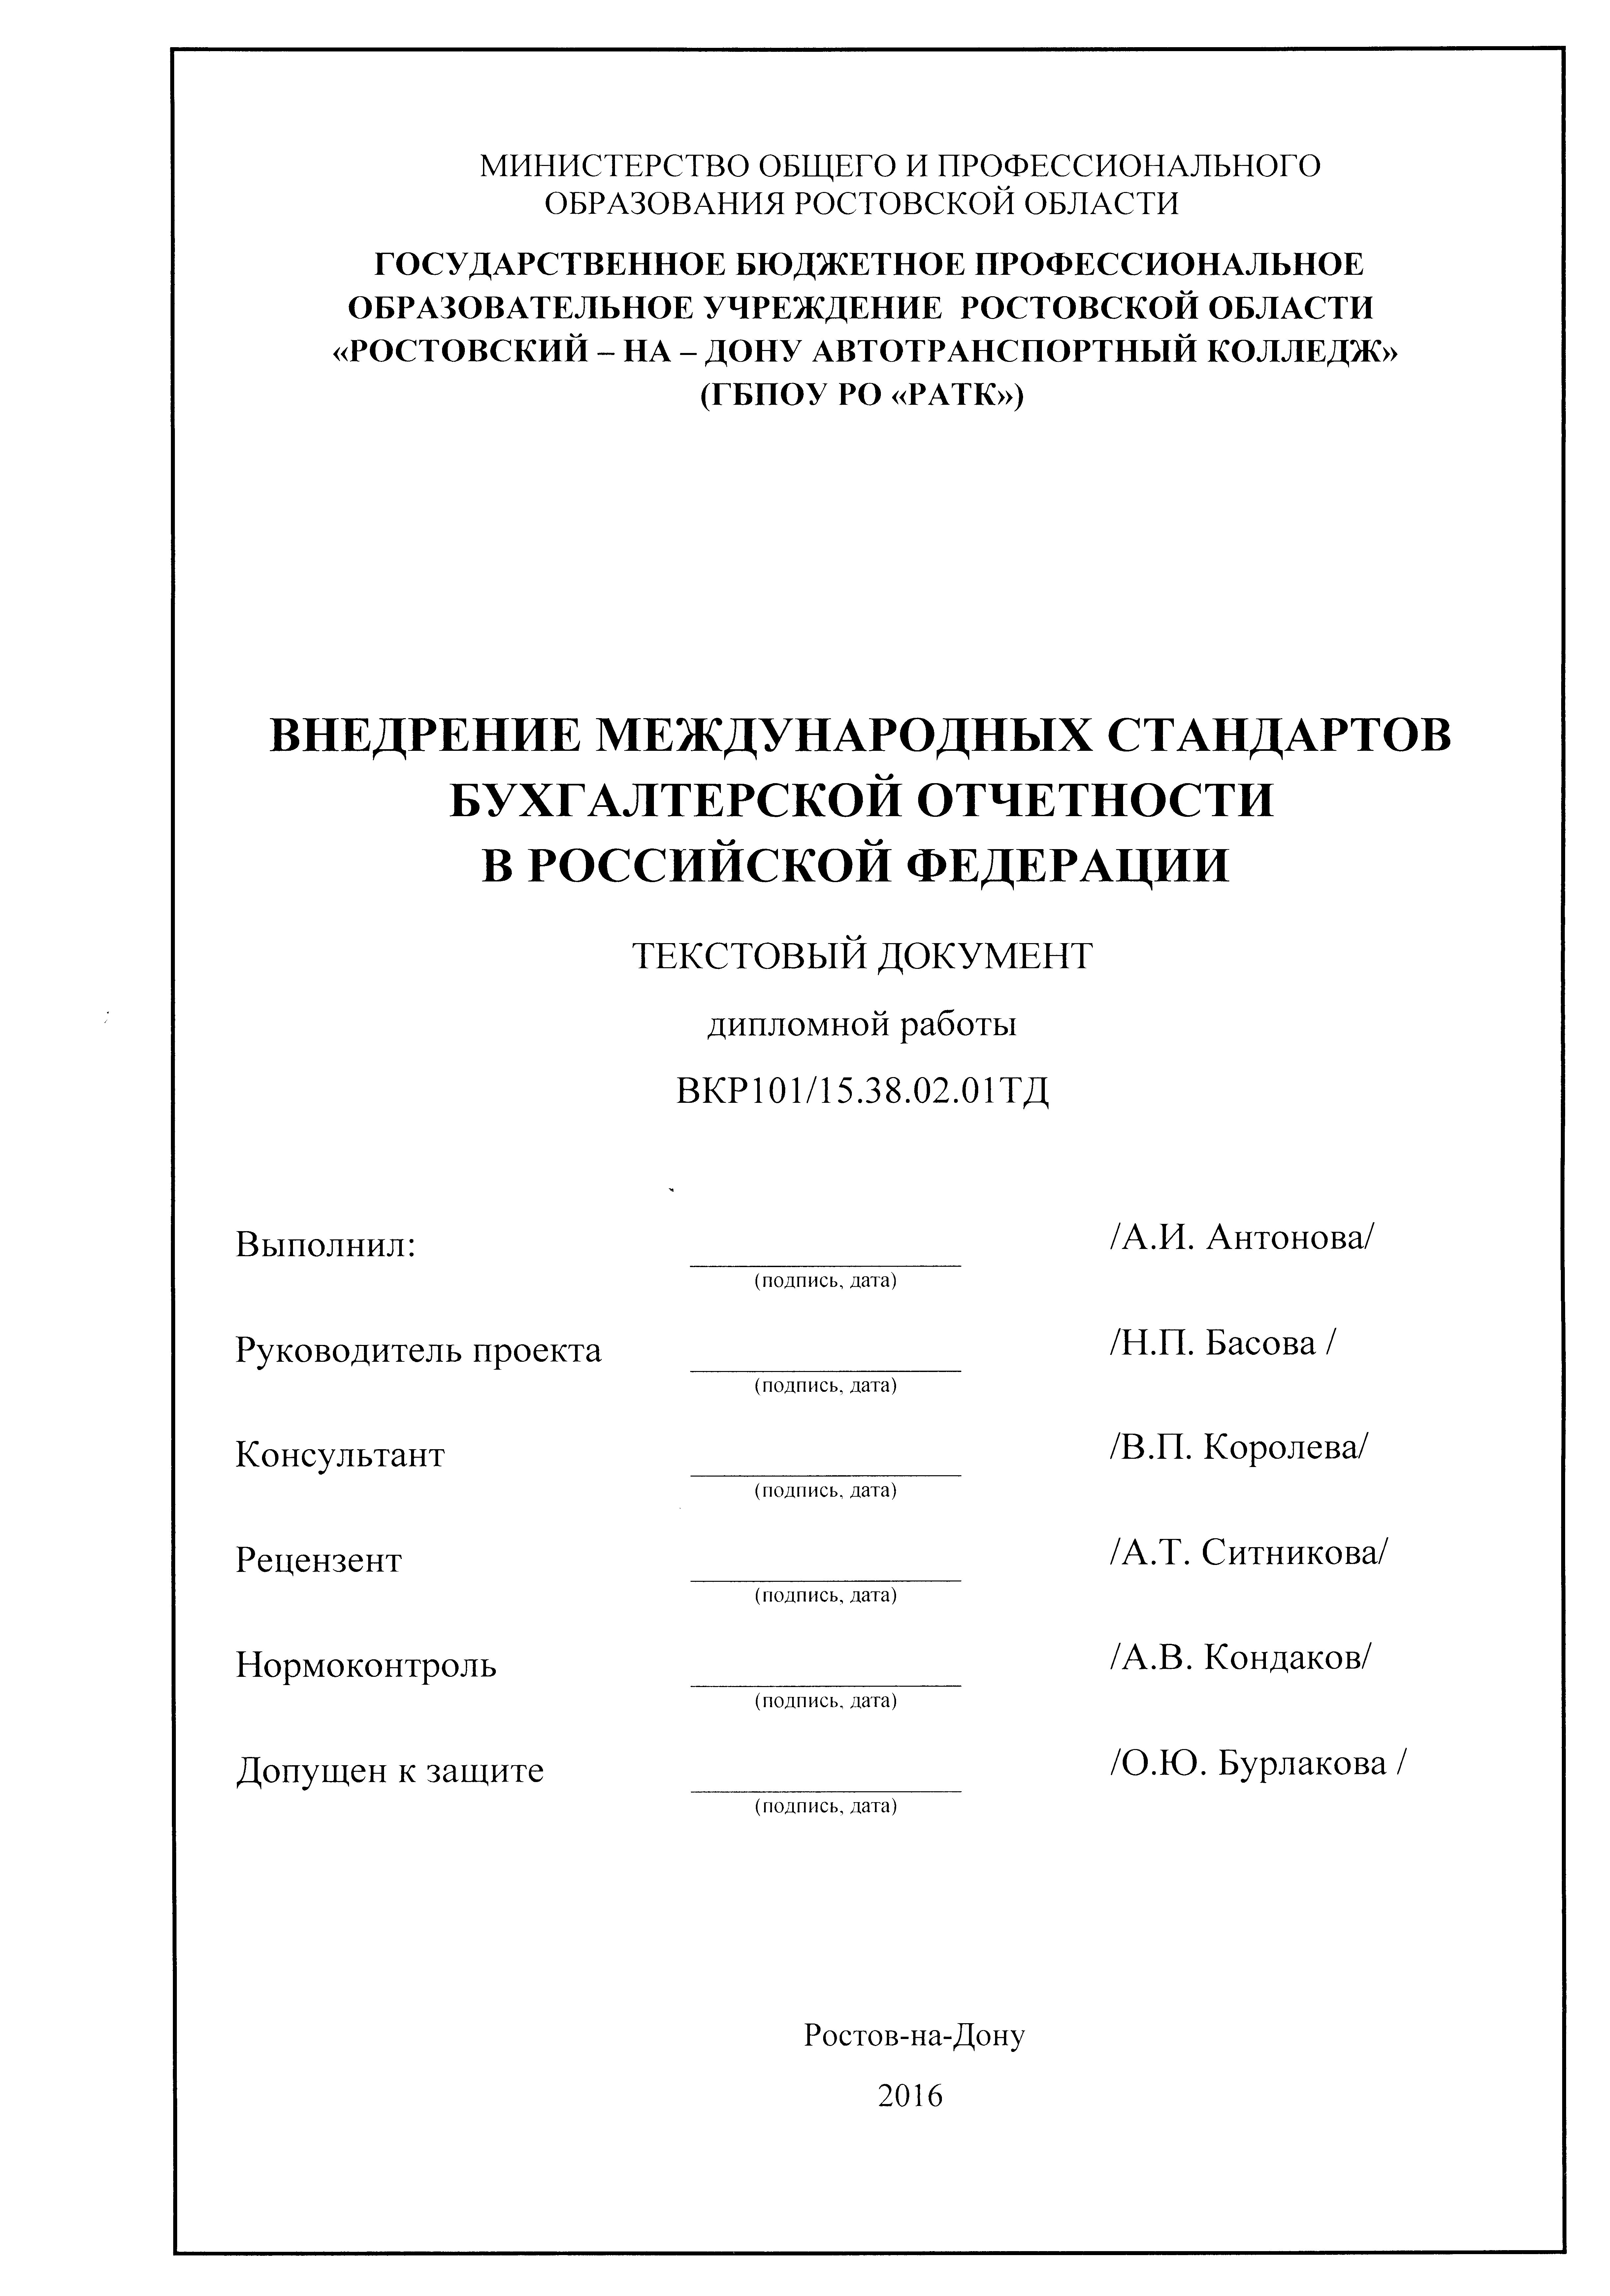 МИНИСТЕРСТВО ОБЩЕГО И ПРОФЕССИОНАЛЬНОГО
ОБРАЗОВАНИЯ РОСТОВСКОЙ ОБЛАСТИ
ГОСУДАРСТВЕННОЕ БЮДЖЕТНОЕ ПРОФЕССИОНАЛЬНОЕ
ОБРАЗОВАТЕЛЬНОЕ УЧРЕЖДЕНИЕ РОСТОВСКОЙ ОБЛАСТИ
«РОСТОВСКИЙ – НА – ДОНУ АВТОТРАНСПОРТНЫЙ КОЛЛЕДЖ»
(ГБПОУ РО «РАТК»)
ВНЕДРЕНИЕ МЕЖДУНАРОДНЫХ СТАНДАРТОВ
БУХГАЛТЕРСКОЙ ОТЧЕТНОСТИ
В РОССИЙСКОЙ ФЕДЕРАЦИИ
ТЕКСТОВЫЙ ДОКУМЕНТ
дипломной работы
ВКР101/15.38.02.01ТД
Выполнил: /А.И. Антонова/
(подпись, дата)
Руководитель проекта /Н.П. Басова /
(подпись, дата)
Консультант /В.П. Королева/
(подпись, дата)
Рецензент /А.Т. Ситникова/
(подпись, дата)
Нормоконтроль /А.В. Кондаков/
(подпись, дата)
Допущен к защите /О.Ю. Бурлакова /
(подпись, дата)
Ростов-на-Дону
2016